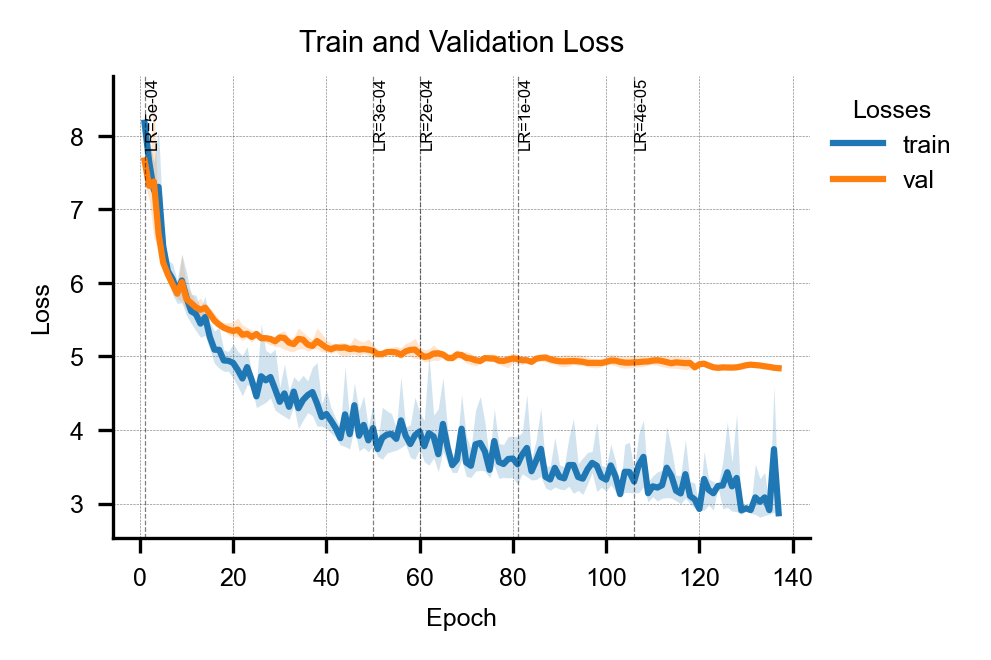 Train and Validation Loss
LR=5e-04
LR=3e-04
LR=2e-04
LR=1e-04
LR=4e-05
Losses
train
val
Loss
8
7
6
5
4
3
0 20 40 60 80 100 120 140
Epoch